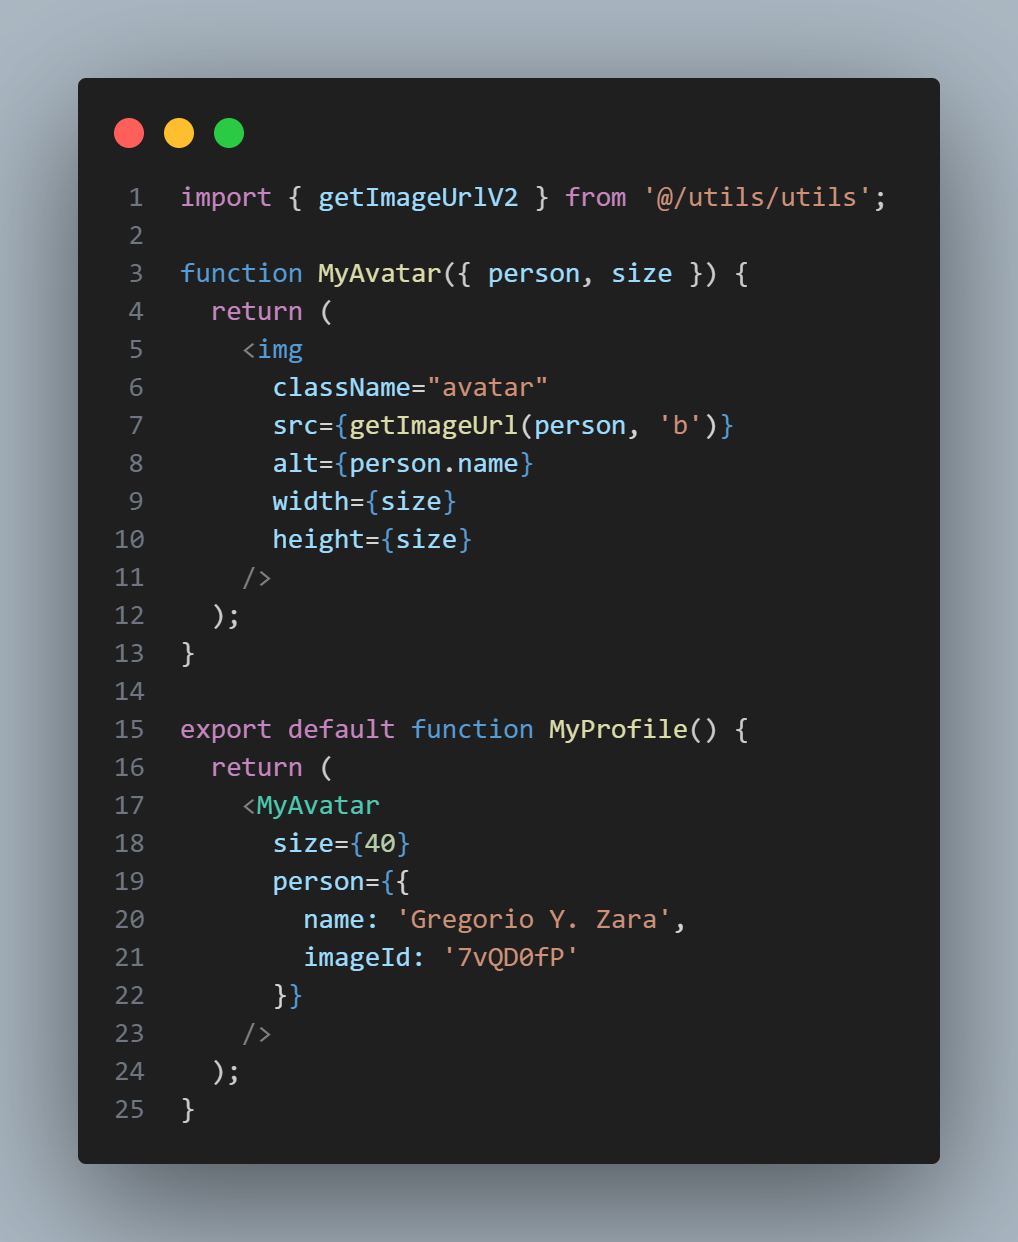 1 import { getImageUrlV2 } from '@/utils/utils';
2
3 function MyAvatar({ person, size }) {
4   return (
5     <img
6       className="avatar"
7       src={getImageUrl(person, 'b')}
8       alt={person.name}
9       width={size}
10       height={size}
11     />
12   );
13 }
14
15 export default function MyProfile() {
16   return (
17     <MyAvatar
18       size={40}
19       person={{
20         name: 'Gregorio Y. Zara',
21         imageId: '7vQD0fP'
22       }}
23     />
24   );
25 }